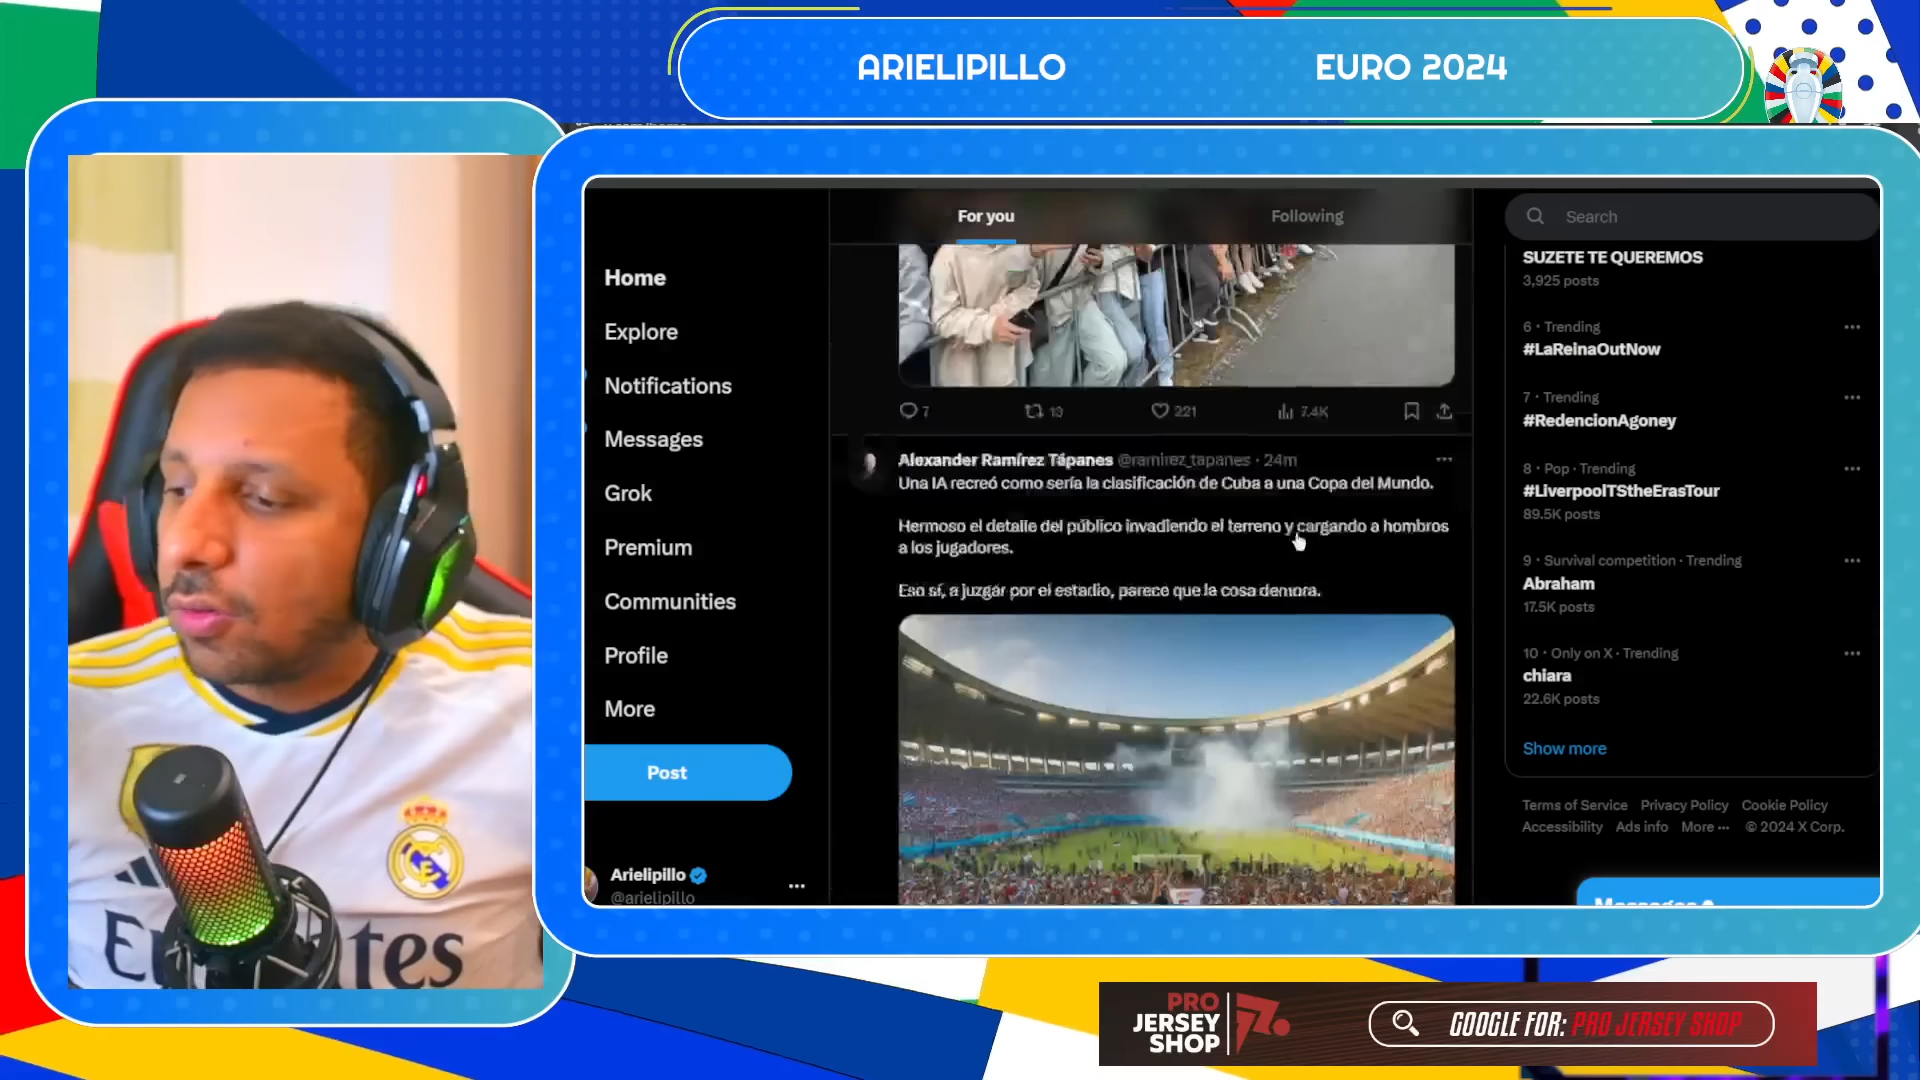 ARIELIPILLO
EURO 2024
For you
Following
Search
Home
Explore
Notifications
Messages
Grok
Premium
Communities
Profile
More
Post
Arielipillo
@arielipillo
7
19
221
7.4K
Alexander Ramírez Tápanes @ramirez_tapanes · 24m
Una IA recreó como sería la clasificación de Cuba a una Copa del Mundo.
Hermoso el detalle del público invadiendo el terreno y cargando a hombros
a los jugadores.
Eso sí, a juzgar por el estadio, parece que la cosa demora.
SUZETE TE QUEREMOS
3,925 posts
6 · Trending
#LaReinaOutNow
7 · Trending
#RedencionAgoney
8 · Pop · Trending
#LiverpoolTStheErasTour
89.5K posts
9 · Survival competition · Trending
Abraham
17.5K posts
10 · Only on X · Trending
chiara
22.6K posts
Show more
Terms of Service Privacy Policy Cookie Policy
Accessibility Ads info More ··· © 2024 X Corp.
Messages
tes
PRO
JERSEY
SHOP
GOOGLE FOR: PRO JERSEY SHOP